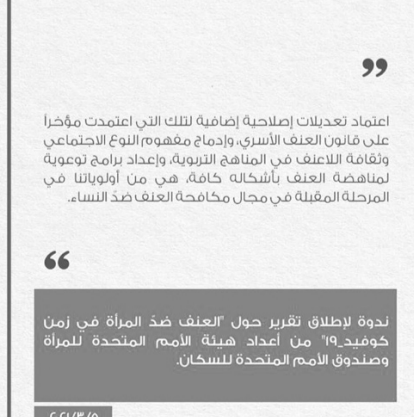 ”
اعتماد تعديلات إصلاحية إضافية لتلك التي اعتمدت مؤخراً
على قانون العنف الأسري، وإدماج مفهوم النوع الاجتماعي
وثقافة اللاعنف في المناهج التربوية، وإعداد برامج توعوية
لمناهضة العنف بأشكاله كافة، هي من أولوياتنا في
المرحلة المقبلة في مجال مكافحة العنف ضدّ النساء.
“
ندوة لإطلاق تقرير حول "العنف ضدّ المرأة في زمن
كوفيد_١٩" من أعداد هيئة الأمم المتحدة للمرأة
وصندوق الأمم المتحدة للسكان.
٢٠٢١/٣/٥